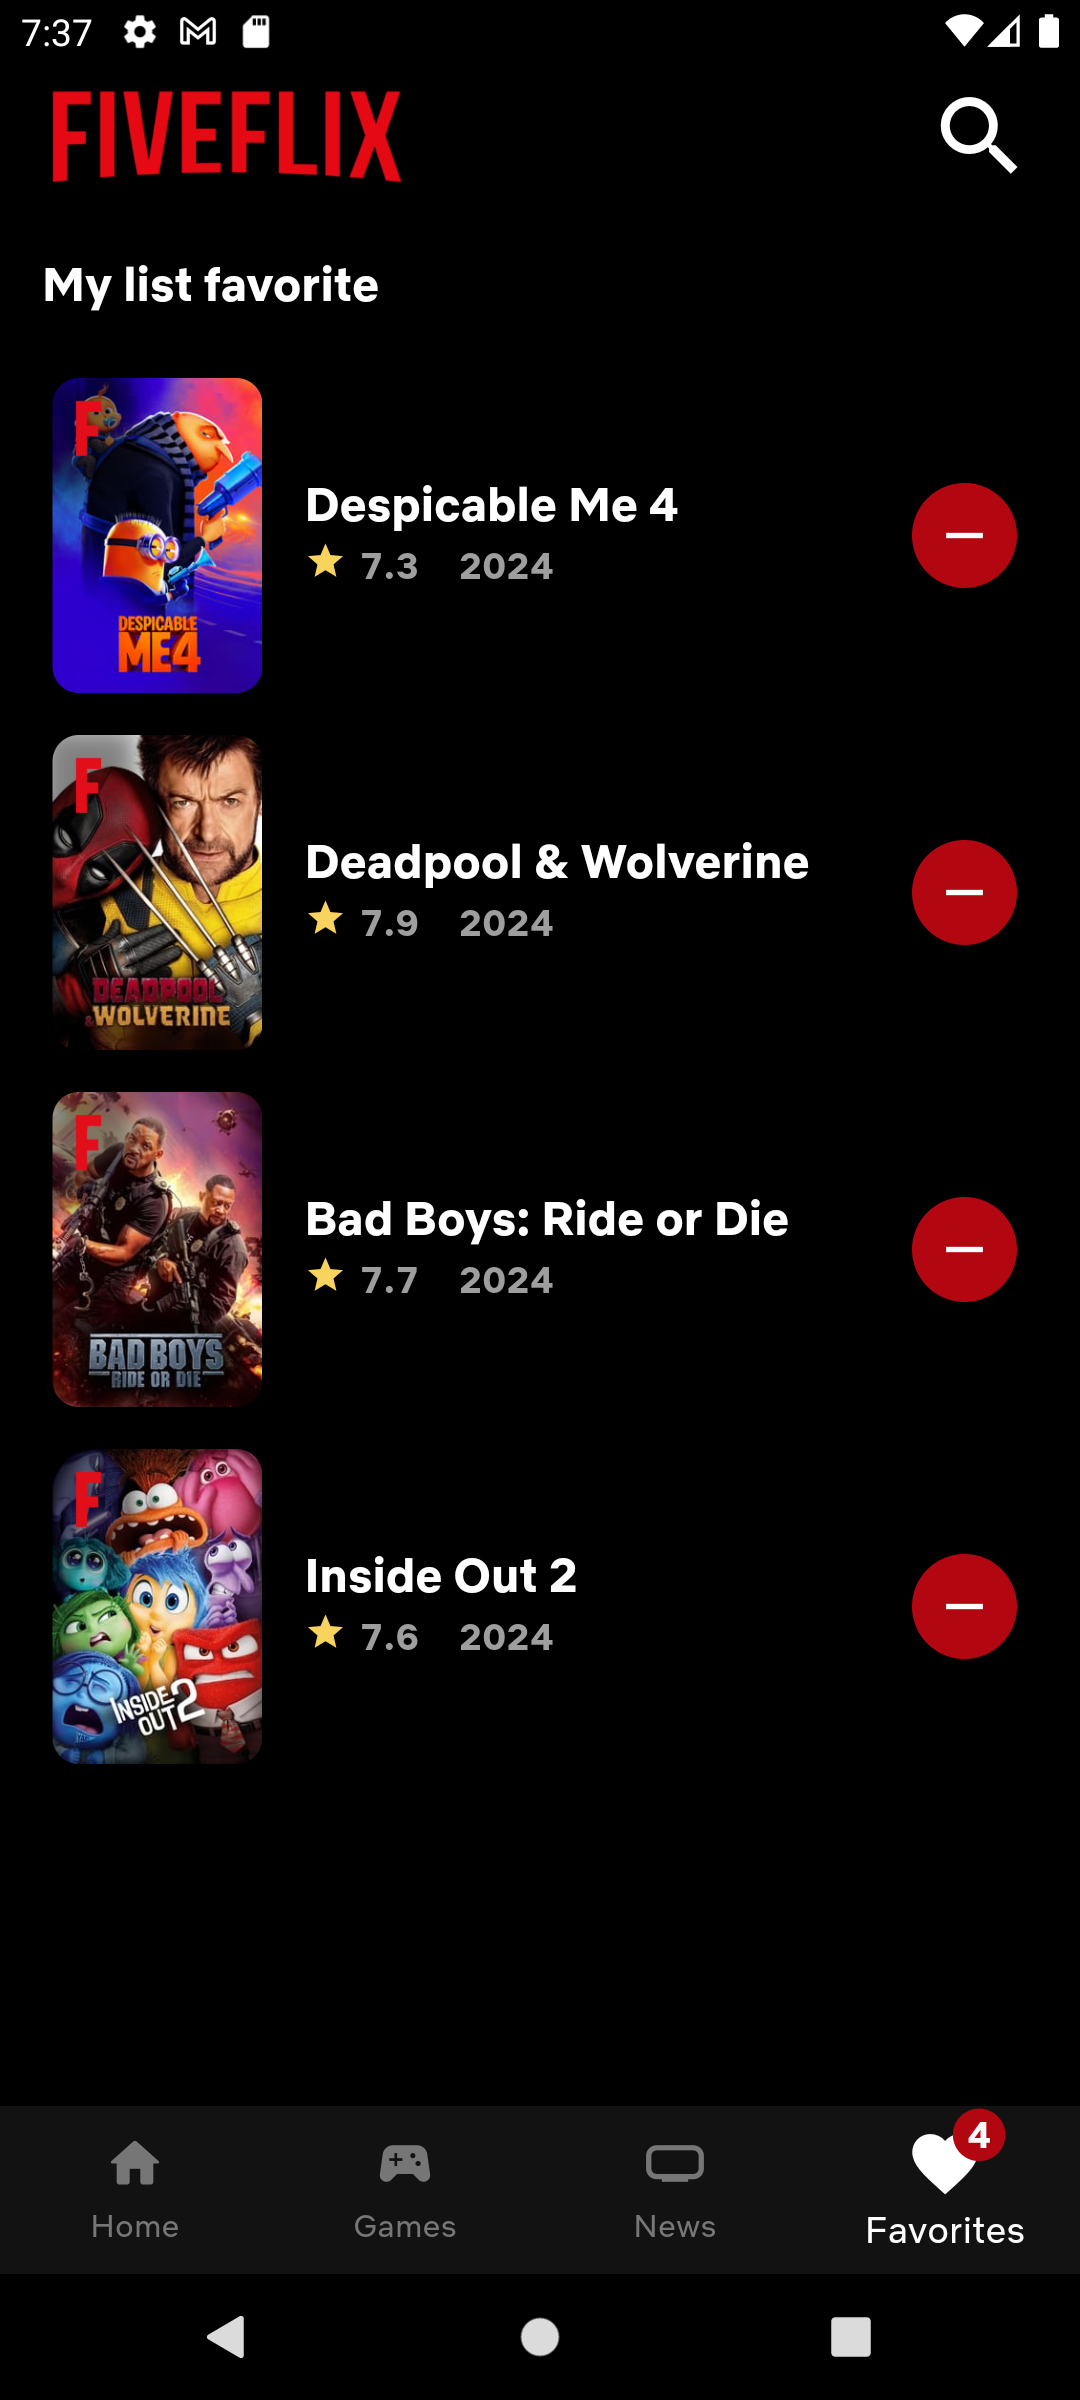 7:37
FIVEFLIX
My list favorite
F
DESPICABLE
ME4
Despicable Me 4
7.3 2024
F
DEADPOOL
& WOLVERINE
Deadpool & Wolverine
7.9 2024
F
BAD BOYS
RIDE OR DIE
Bad Boys: Ride or Die
7.7 2024
F
INSIDE
OUT 2
Inside Out 2
7.6 2024
4
Home
Games
News
Favorites